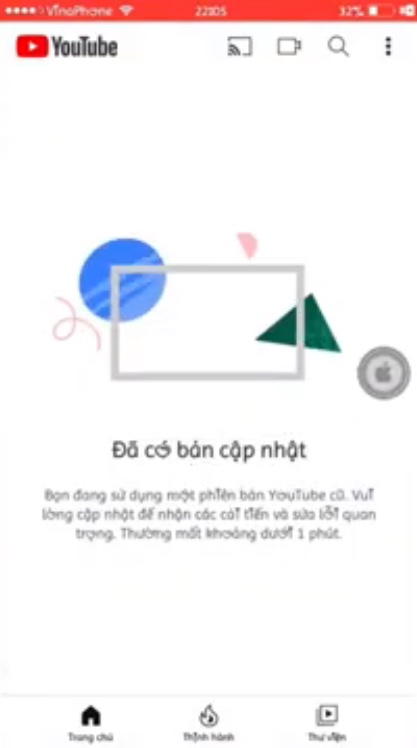 VinaPhone 22:05 32%
YouTube
Đã có bản cập nhật
Bạn đang sử dụng một phiên bản YouTube cũ. Vui
lòng cập nhật để nhận các cải tiến và sửa lỗi quan
trọng. Thường mất khoảng dưới 1 phút.
Trang chủ Thịnh hành Thư viện